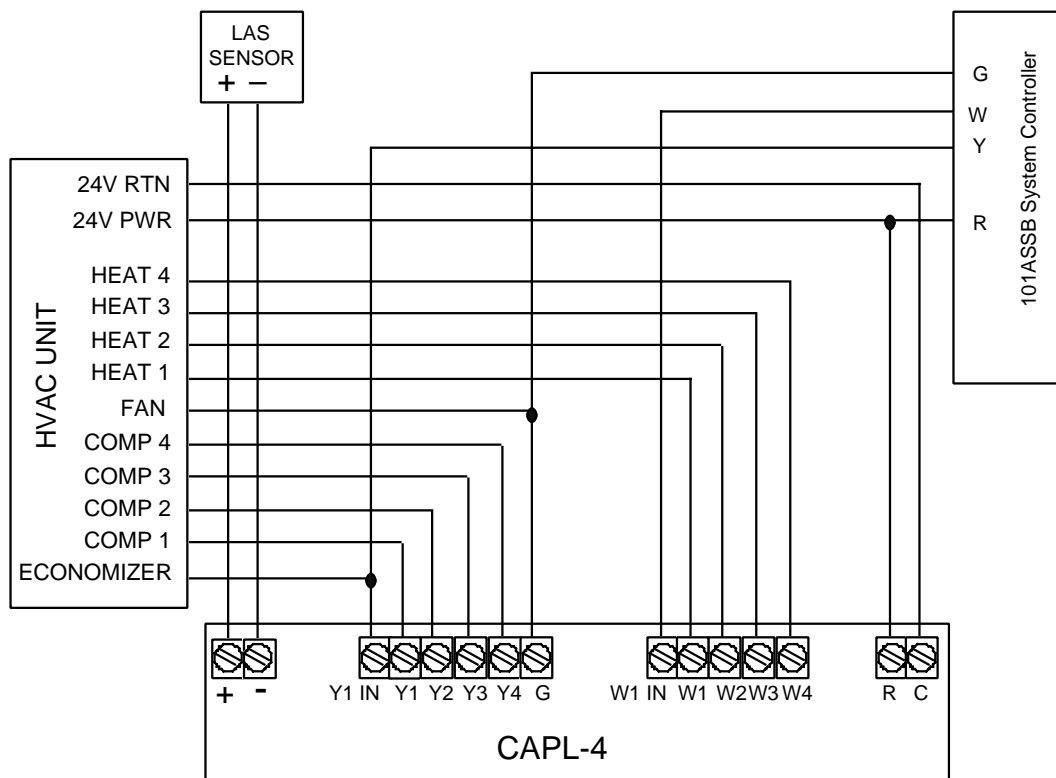 LAS
SENSOR
+ −
G
W
Y
R
101ASSB System Controller
HVAC UNIT
24V RTN
24V PWR
HEAT 4
HEAT 3
HEAT 2
HEAT 1
FAN
COMP 4
COMP 3
COMP 2
COMP 1
ECONOMIZER
+ - Y1 IN Y1 Y2 Y3 Y4 G W1 IN W1 W2 W3 W4 R C
CAPL-4